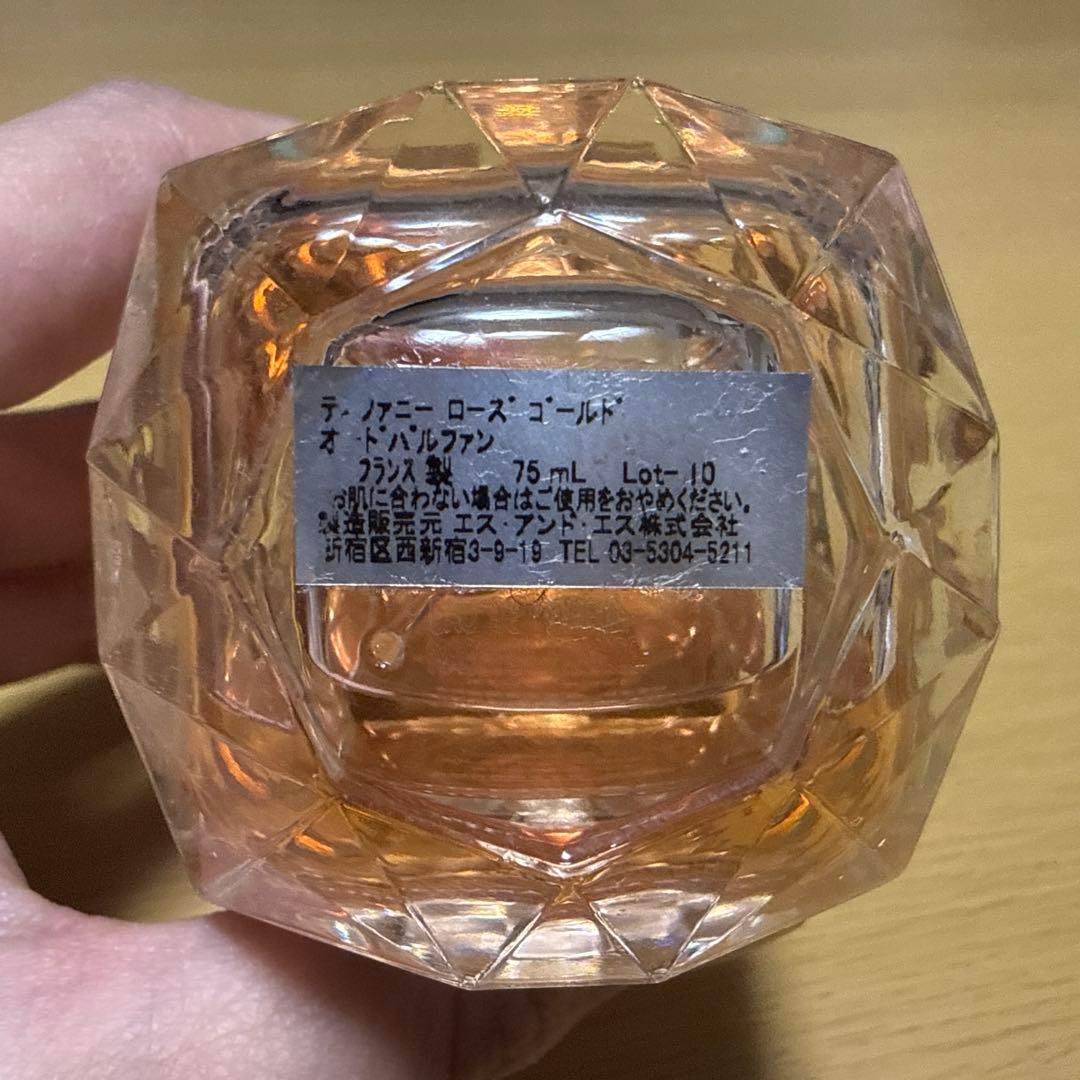 ティファニー ローズ ゴールド
オードパルファン
フランス製 75mL Lot-10
お肌に合わない場合はご使用をおやめください。
製造販売元 エス・アンド・エス株式会社
新宿区西新宿3-9-19 TEL 03-5304-5211